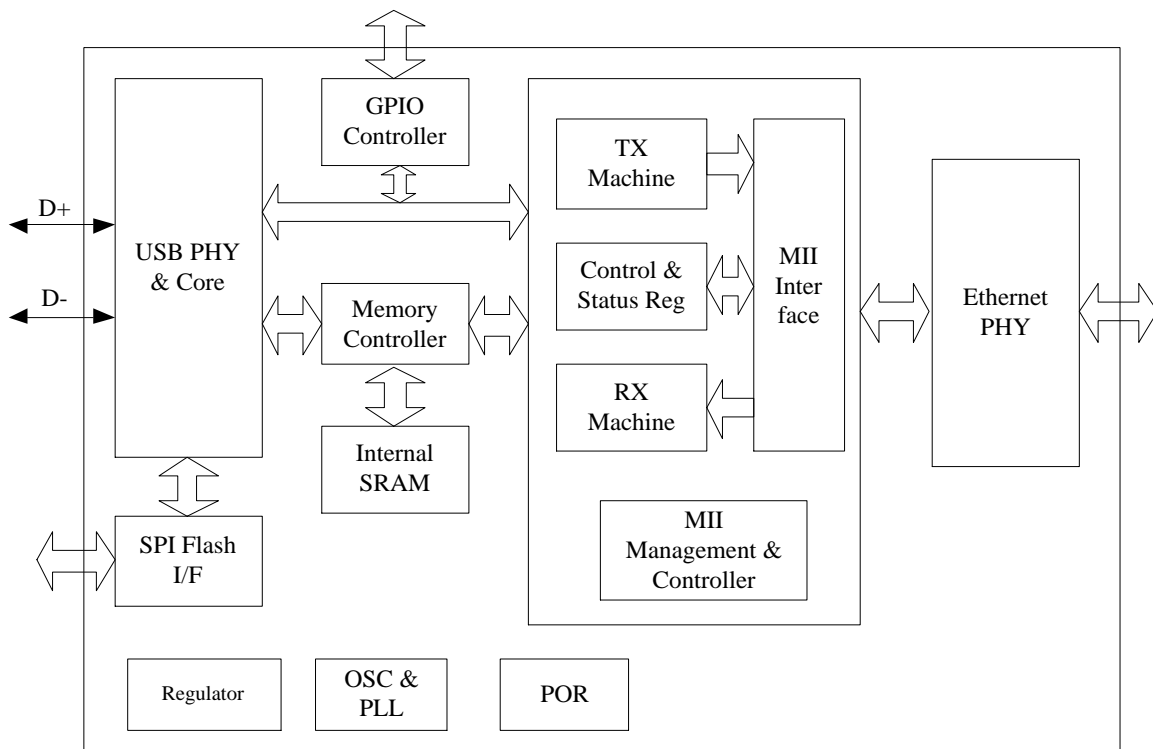 GPIO
Controller
D+
D-
USB PHY
& Core
Memory
Controller
Internal
SRAM
SPI Flash
I/F
TX
Machine
Control &
Status Reg
RX
Machine
MII
Inter
face
MII
Management &
Controller
Ethernet
PHY
Regulator
OSC &
PLL
POR